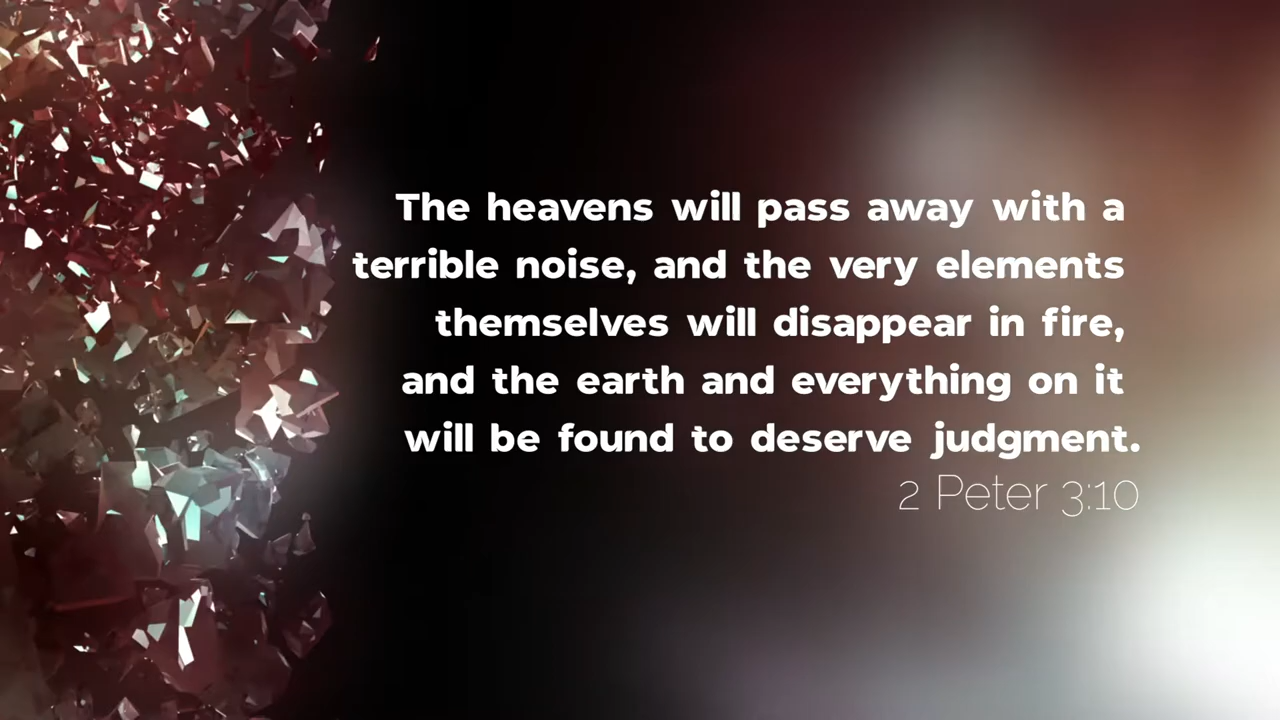 The heavens will pass away with a
terrible noise, and the very elements
themselves will disappear in fire,
and the earth and everything on it
will be found to deserve judgment.
2 Peter 3:10